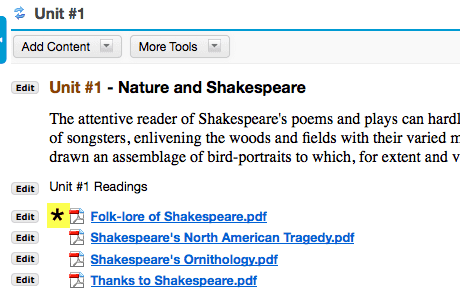 Unit #1
Add Content More Tools
Edit Unit #1 - Nature and Shakespeare
The attentive reader of Shakespeare's poems and plays can hardl
of songsters, enlivening the woods and fields with their varied m
drawn an assemblage of bird-portraits to which, for extent and v
Edit Unit #1 Readings
Edit * Folk-lore of Shakespeare.pdf
Edit Shakespeare's North American Tragedy.pdf
Edit Shakespeare's Ornithology.pdf
Edit Thanks to Shakespeare.pdf